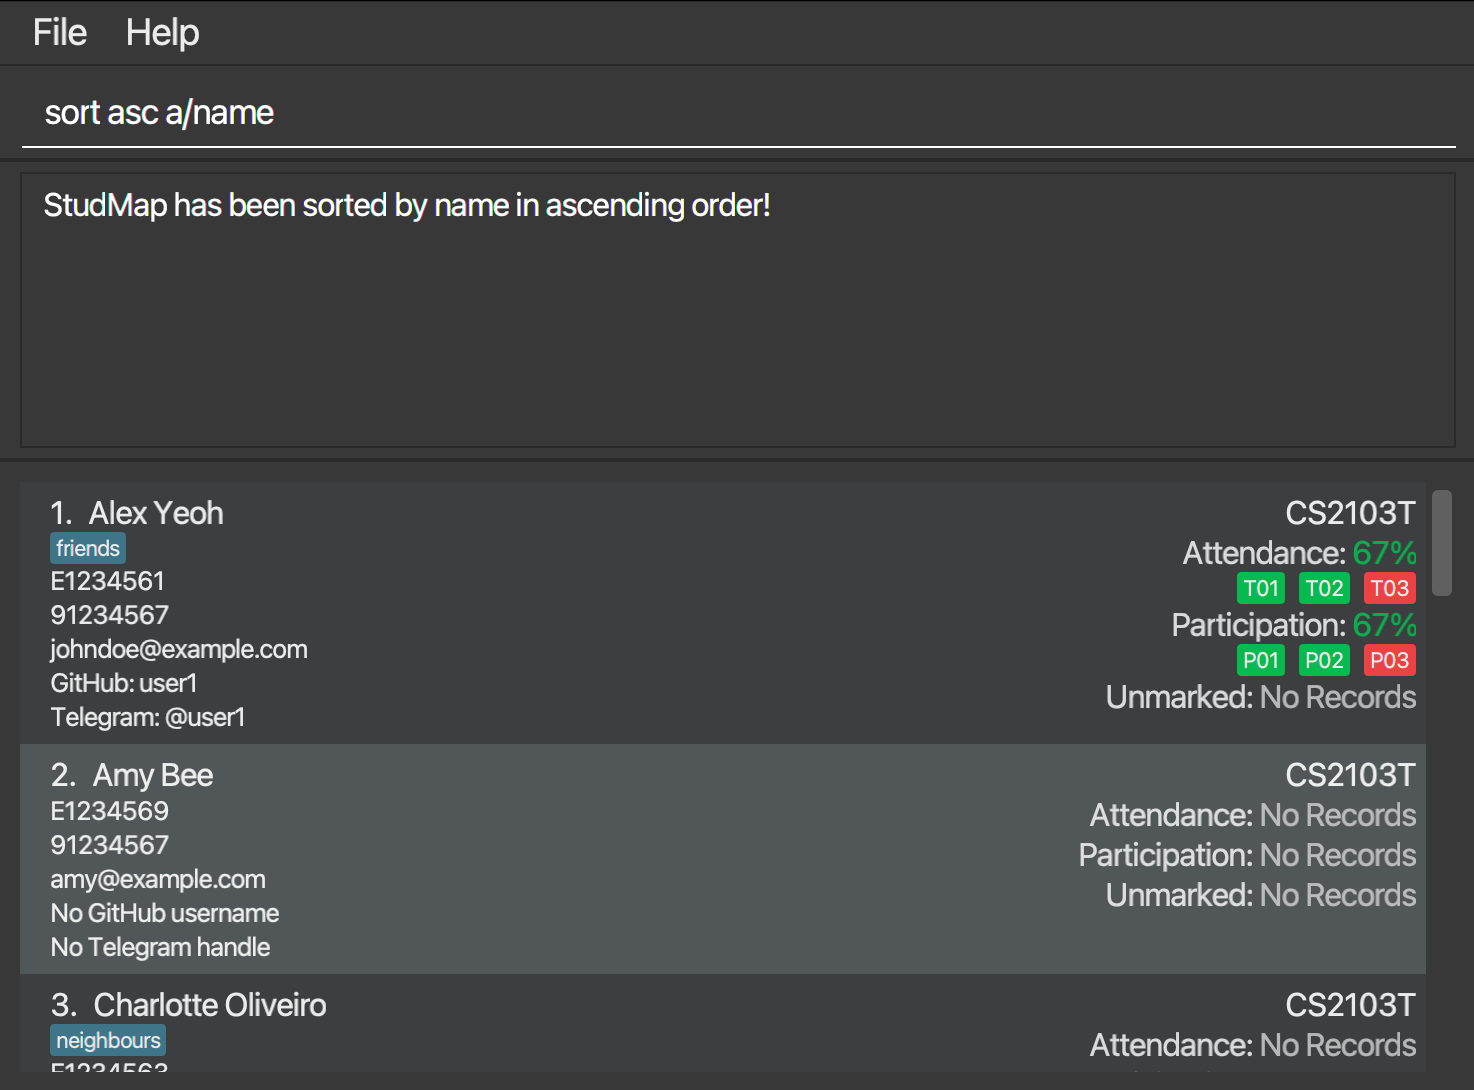 File Help
sort asc a/name
StudMap has been sorted by name in ascending order!
1. Alex Yeoh
friends
E1234561
91234567
johndoe@example.com
GitHub: user1
Telegram: @user1
CS2103T
Attendance: 67%
T01 T02 T03
Participation: 67%
P01 P02 P03
Unmarked: No Records
2. Amy Bee
E1234569
91234567
amy@example.com
No GitHub username
No Telegram handle
CS2103T
Attendance: No Records
Participation: No Records
Unmarked: No Records
3. Charlotte Oliveiro
neighbours
E1234563
CS2103T
Attendance: No Records